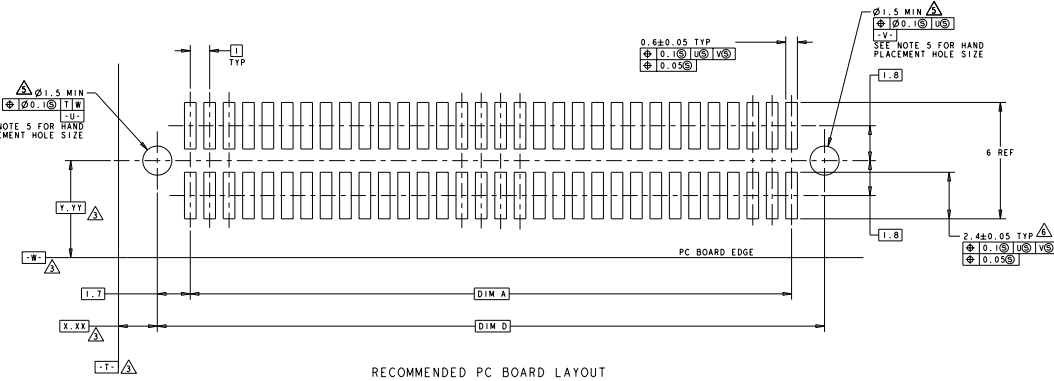 Ø1.5 MIN 5
⌖ Ø0.1Ⓢ UⓈ
-V-
SEE NOTE 5 FOR HAND
PLACEMENT HOLE SIZE
1
TYP
0.6±0.05 TYP
⌖ 0.1Ⓢ UⓈ VⓈ
⌖ 0.05Ⓢ
1.8
5 Ø1.5 MIN
⌖ Ø0.1Ⓢ T W
-U-
NOTE 5 FOR HAND
CEMENT HOLE SIZE
6 REF
Y.YY 3
1.8
2.4±0.05 TYP 6
⌖ 0.1Ⓢ UⓈ VⓈ
⌖ 0.05Ⓢ
PC BOARD EDGE
-W- 3
1.7
DIM A
X.XX 3
DIM D
-T- 3
RECOMMENDED PC BOARD LAYOUT